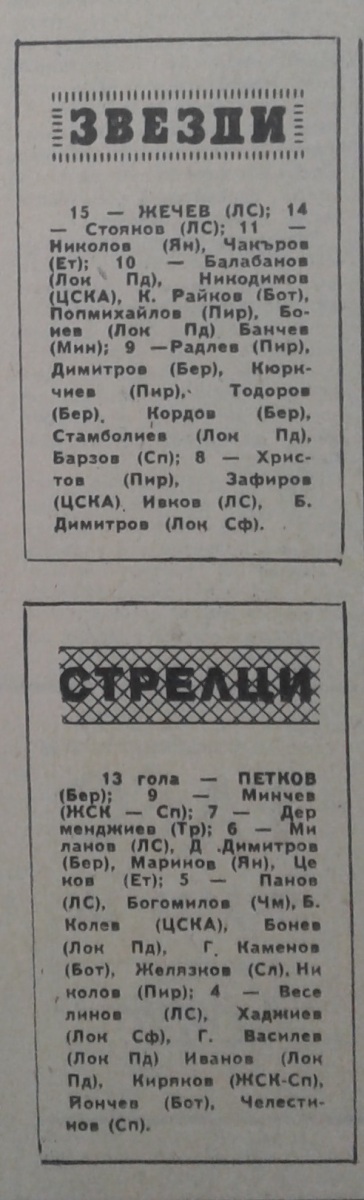 ЗВЕЗДИ
15 — ЖЕЧЕВ (ЛС); 14
— Стоянов (ЛС); 11 —
Николов (Ян), Чакъров
(Ет); 10 — Балабанов
(Лок Пд), Никодимов
(ЦСКА), К. Райков (Бот),
Попмихайлов (Пир), Бо-
нев (Лок Пд) Банчев
(Мин); 9 —Радлев (Пир),
Димитров (Бер), Кюрк-
чиев (Пир), Тодоров
(Бер), Кордов (Бер),
Стамболиев (Лок Пд),
Барзов (Сп); 8 — Хрис-
тов (Пир), Зафиров
(ЦСКА) Ивков (ЛС), Б.
Димитров (Лок Сф).
СТРЕЛЦИ
13 гола — ПЕТКОВ
(Бер); 9 — Минчев
(ЖСК — Сп); 7 — Дер
менджиев (Тр); 6 — Ми
ланов (ЛС), Д .Димитров
(Бер), Маринов (Ян), Це
ков (Ет); 5 — Панов
(ЛС), Богомилов (Чм), Б.
Колев (ЦСКА), Бонев
(Лок Пд), Г. Каменов
(Бот), Желязков (Сл), Ни
колов (Пир); 4 — Весе
линов (ЛС), Хаджиев
(Лок Сф), Г. Василев
(Лок Пд) Иванов (Лок
Пд), Киряков (ЖСК-Сп),
Йончев (Бот), Челести-
нов (Сп).